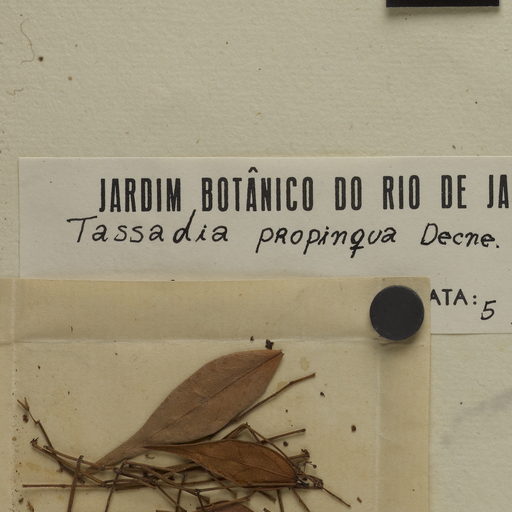 JARDIM BOTÂNICO DO RIO DE JA
Tassadia propinqua Decne.
ATA: 5